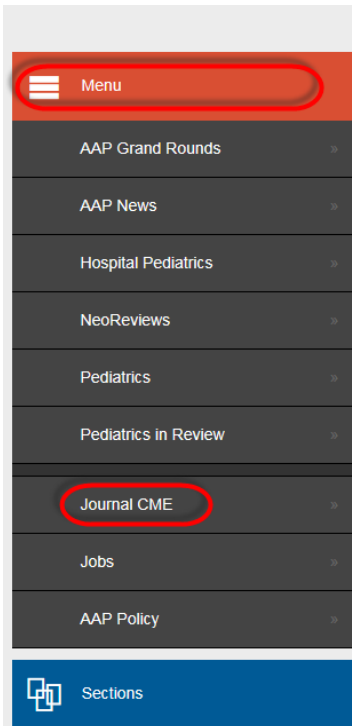 Menu
AAP Grand Rounds »
AAP News »
Hospital Pediatrics »
NeoReviews »
Pediatrics »
Pediatrics in Review »
Journal CME »
Jobs »
AAP Policy »
Sections